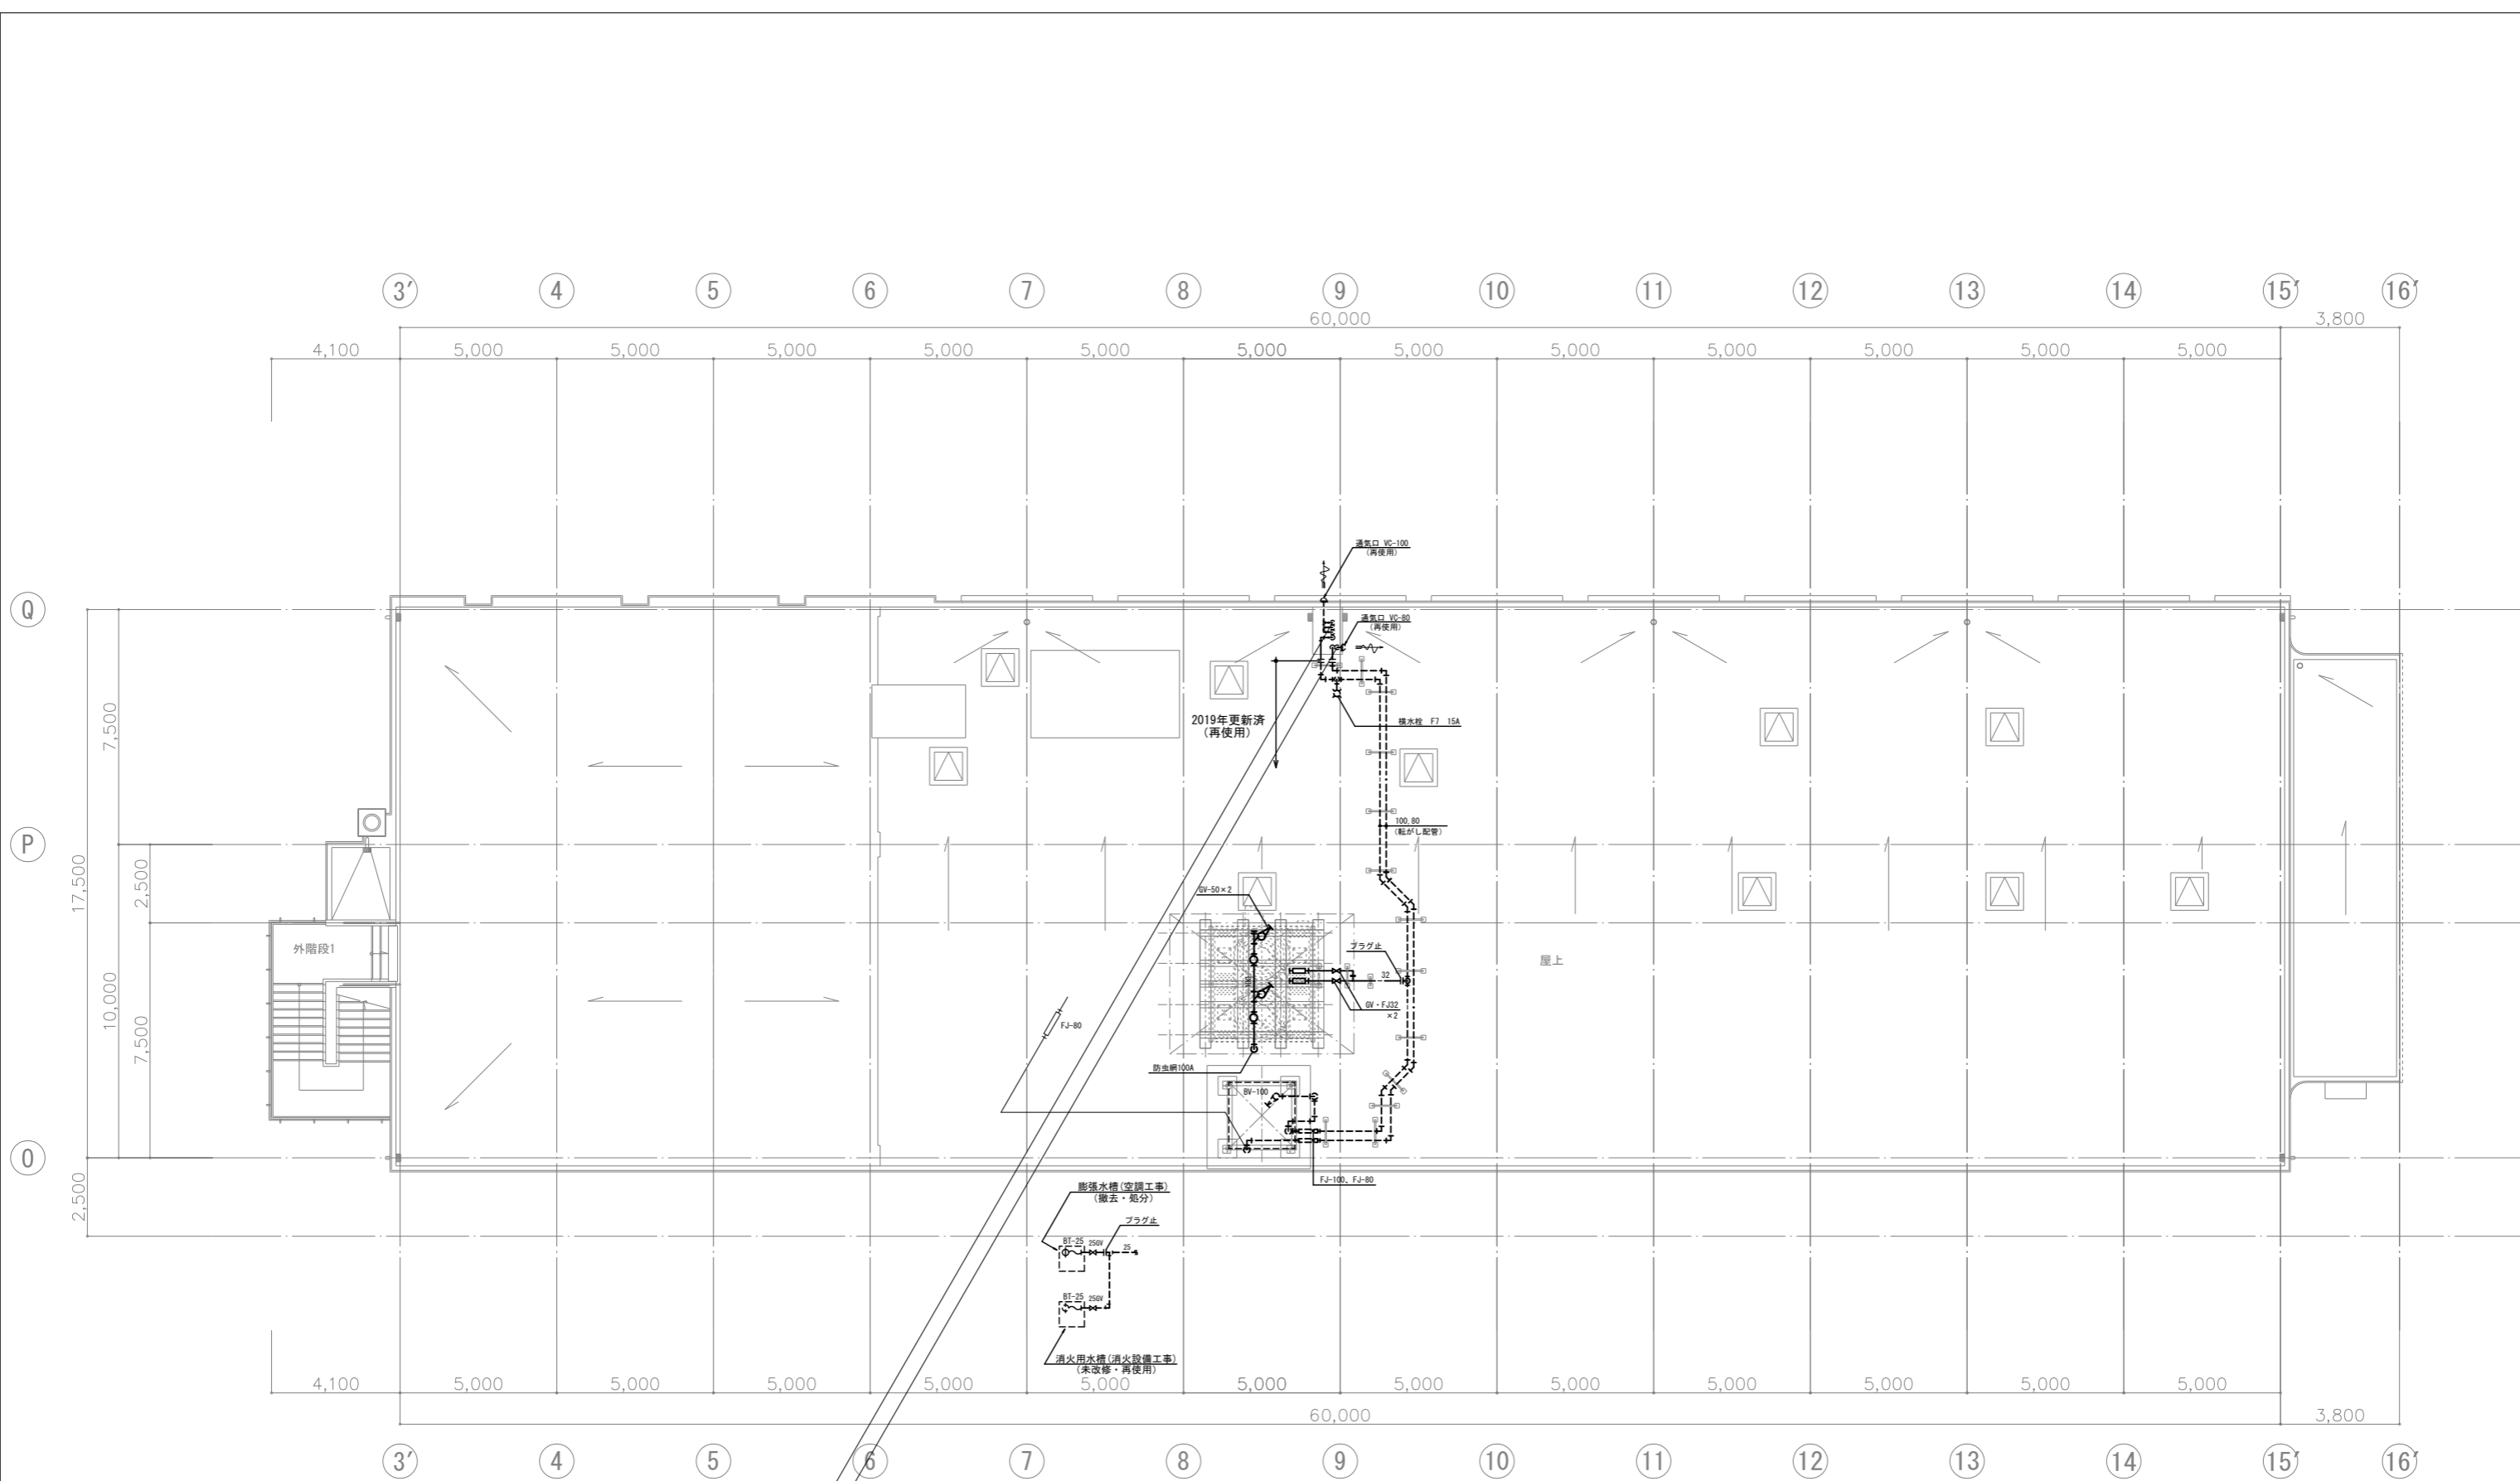 3′ 4 5 6 7 8 9 10 11 12 13 14 15′ 16′
60,000 3,800
4,100 5,000 5,000 5,000 5,000 5,000 5,000 5,000 5,000 5,000 5,000 5,000 5,000
通気口 VC-100
(再使用)
Q
通気口 VC-80
(再使用)
2019年更新済
(再使用)
横水栓 F7 15A
7,500
100,80
(転がし配管)
P
17,500
2,500
10,000
7,500
GV-50×2
プラグ止
外階段1
屋上
32
GV・FJ32
×2
FJ-80
防虫網100A
BV-100
O
2,500
FJ-100、FJ-80
膨張水槽(空調工事)
(撤去・処分)
プラグ止
BT-25 25GV 25
BT-25 25GV
消火用水槽(消火設備工事)
(未改修・再使用)
4,100 5,000 5,000 5,000 5,000 5,000 5,000 5,000 5,000 5,000 5,000 5,000 5,000
60,000 3,800
3′ 4 5 6 7 8 9 10 11 12 13 14 15′ 16′